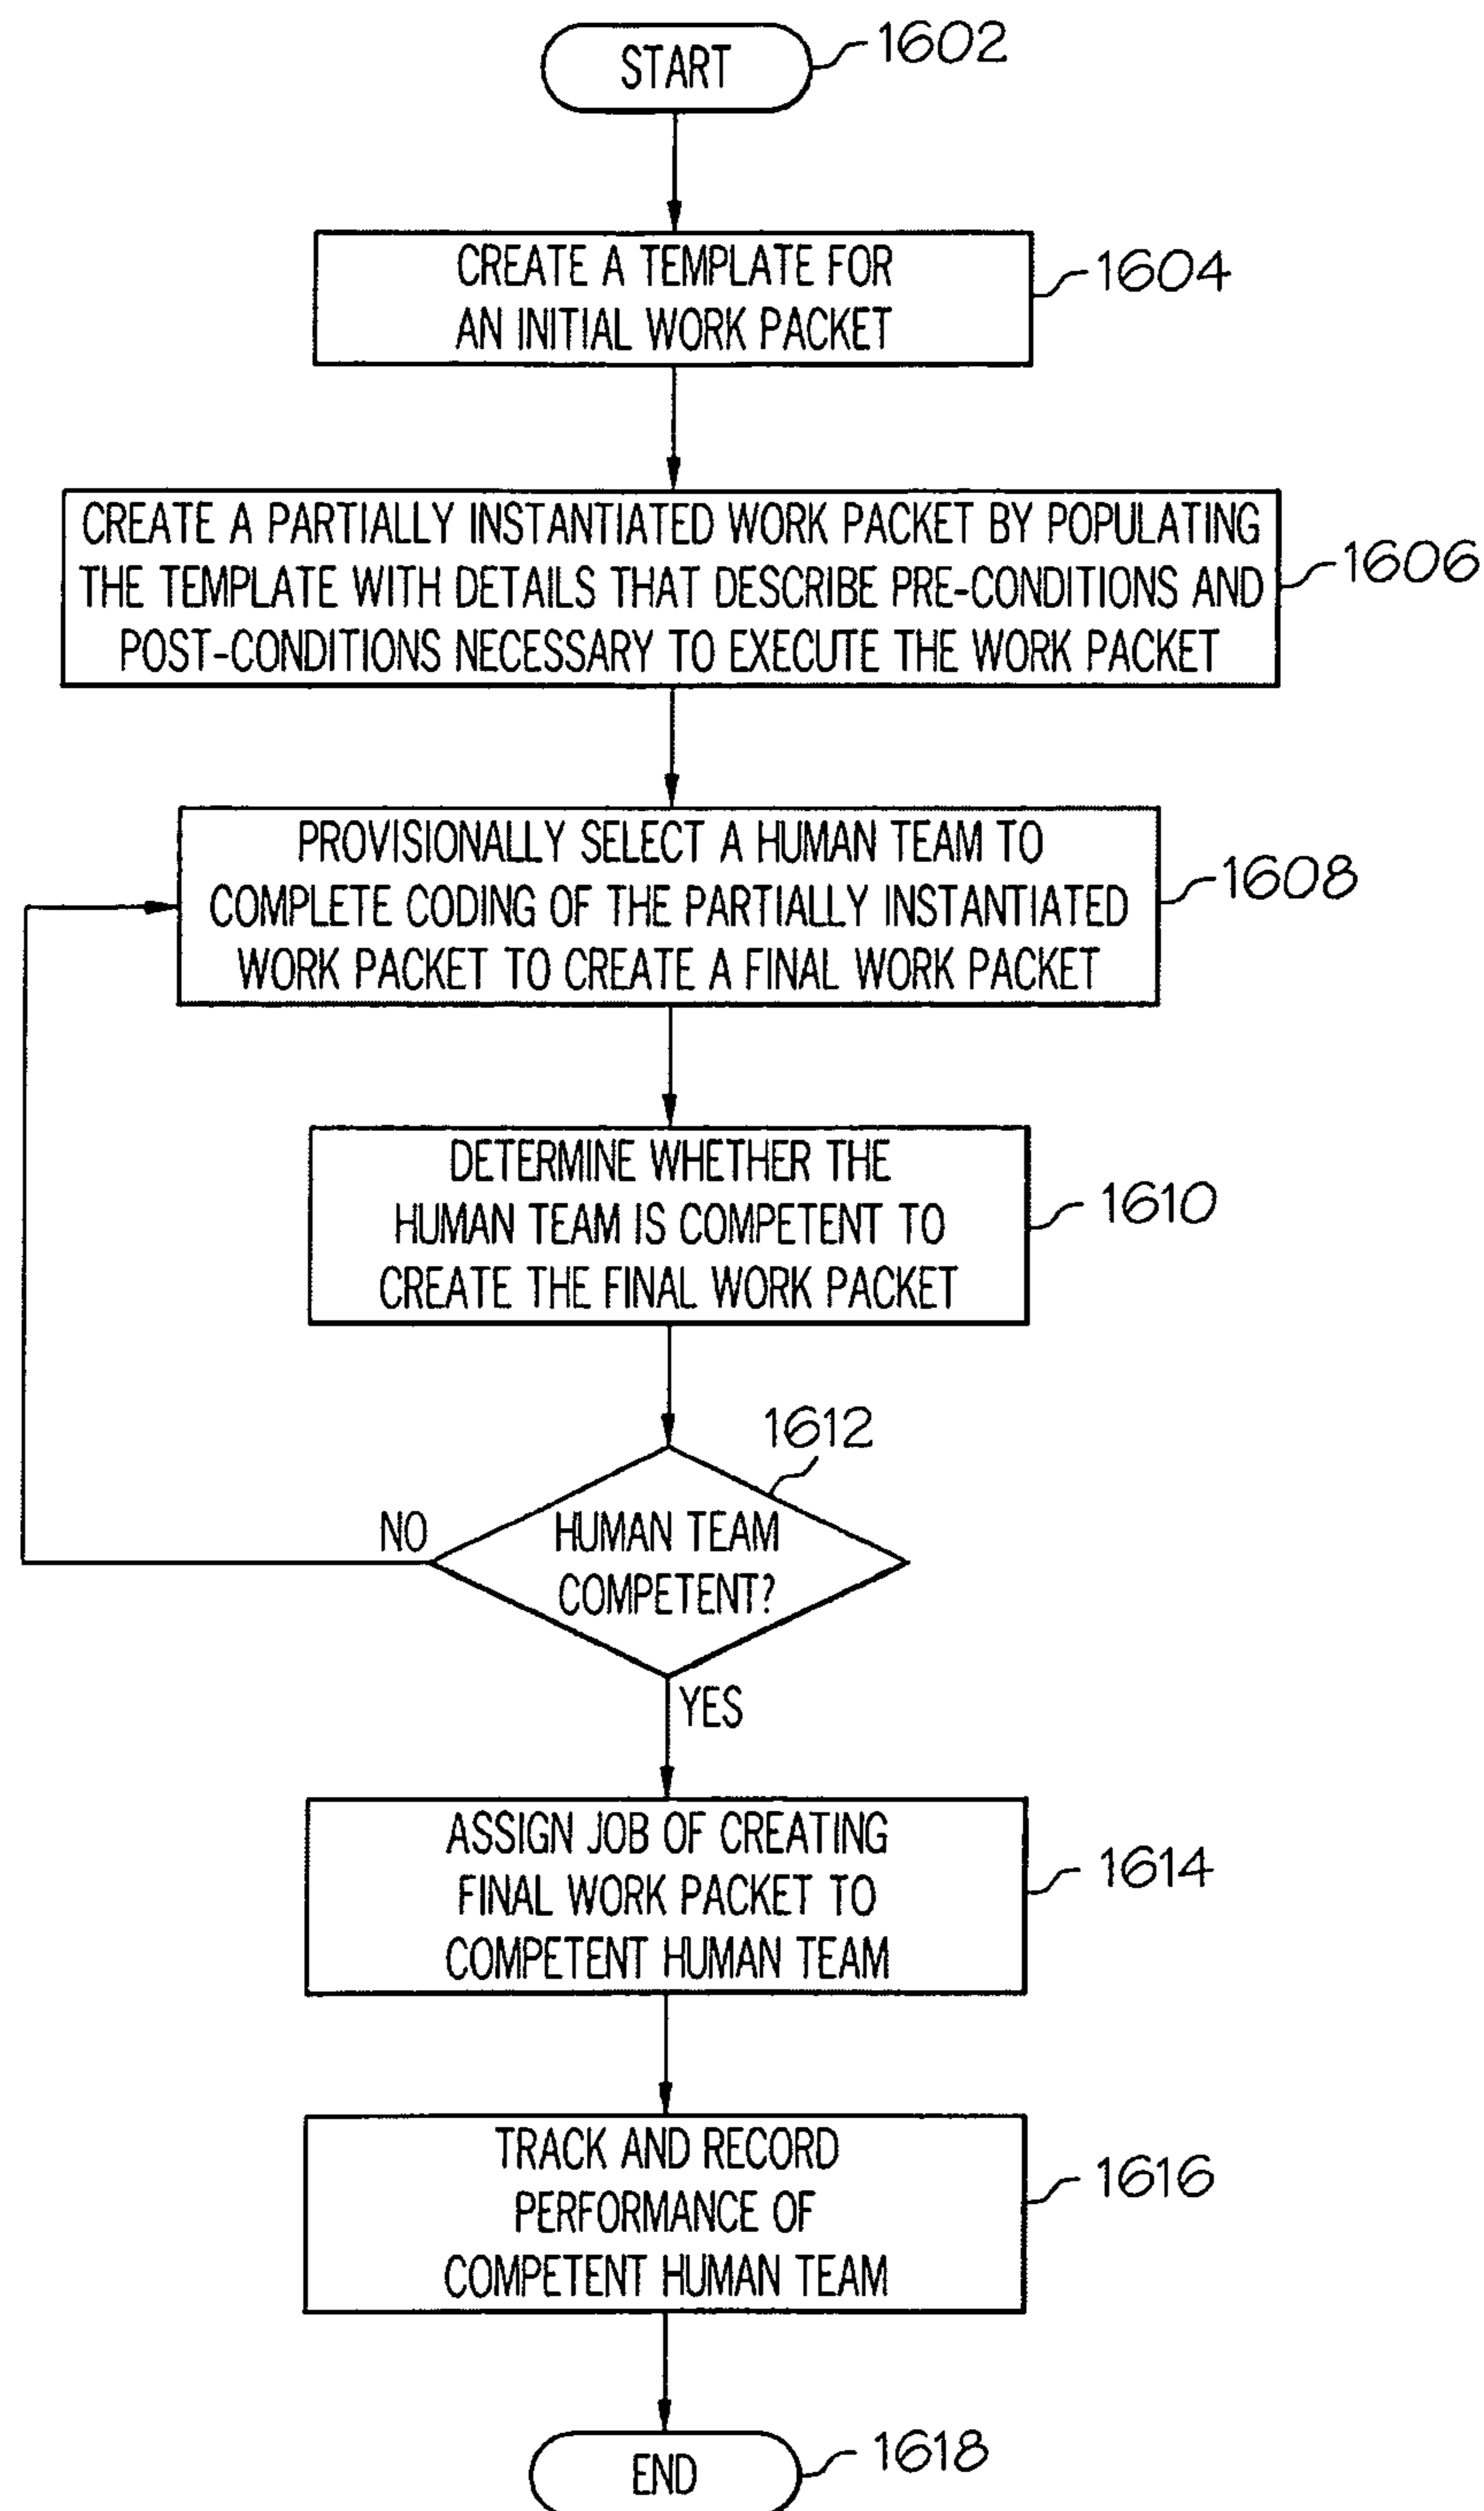 START
1602
CREATE A TEMPLATE FOR
AN INITIAL WORK PACKET
1604
CREATE A PARTIALLY INSTANTIATED WORK PACKET BY POPULATING
THE TEMPLATE WITH DETAILS THAT DESCRIBE PRE-CONDITIONS AND
POST-CONDITIONS NECESSARY TO EXECUTE THE WORK PACKET
1606
PROVISIONALLY SELECT A HUMAN TEAM TO
COMPLETE CODING OF THE PARTIALLY INSTANTIATED
WORK PACKET TO CREATE A FINAL WORK PACKET
1608
DETERMINE WHETHER THE
HUMAN TEAM IS COMPETENT TO
CREATE THE FINAL WORK PACKET
1610
1612
NO
HUMAN TEAM
COMPETENT?
YES
ASSIGN JOB OF CREATING
FINAL WORK PACKET TO
COMPETENT HUMAN TEAM
1614
TRACK AND RECORD
PERFORMANCE OF
COMPETENT HUMAN TEAM
1616
END
1618